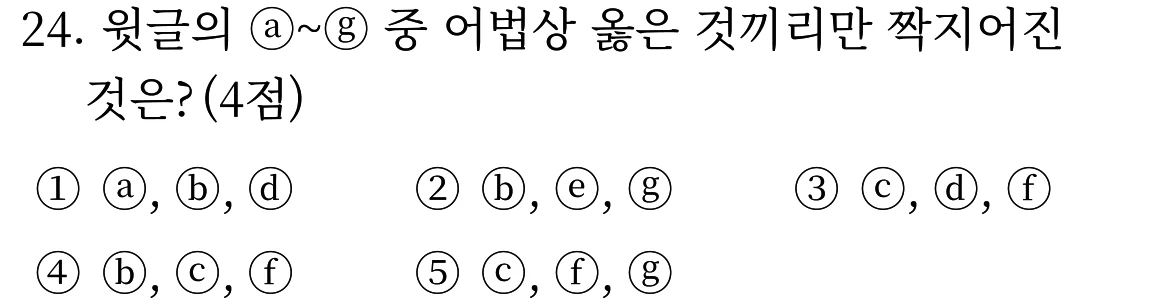 24. 윗글의 ⓐ~ⓖ 중 어법상 옳은 것끼리만 짝지어진
것은?(4점)
① ⓐ, ⓑ, ⓓ ② ⓑ, ⓔ, ⓖ ③ ⓒ, ⓓ, ⓕ
④ ⓑ, ⓒ, ⓕ ⑤ ⓒ, ⓕ, ⓖ